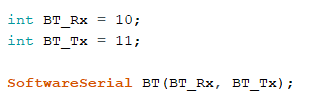 int BT_Rx = 10;
int BT_Tx = 11;
SoftwareSerial BT(BT_Rx, BT_Tx);